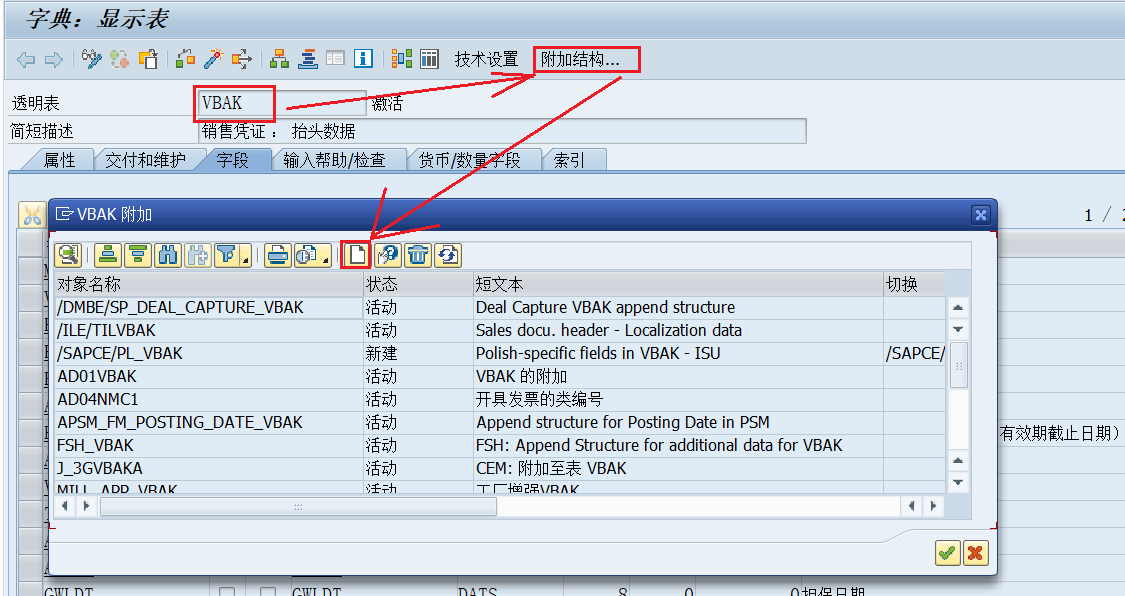 字典：显示表
技术设置 附加结构...
透明表 VBAK 激活
简短描述 销售凭证： 抬头数据
属性 交付和维护 字段 输入帮助/检查 货币/数量字段 索引
VBAK 附加
1 / 2
对象名称 状态 短文本 切换
/DMBE/SP_DEAL_CAPTURE_VBAK 活动 Deal Capture VBAK append structure
/ILE/TILVBAK 活动 Sales docu. header - Localization data
/SAPCE/PL_VBAK 新建 Polish-specific fields in VBAK - ISU /SAPCE/
AD01VBAK 活动 VBAK 的附加
AD04NMC1 活动 开具发票的类编号
APSM_FM_POSTING_DATE_VBAK 活动 Append structure for Posting Date in PSM
有效期截止日期）
FSH_VBAK 活动 FSH: Append Structure for additional data for VBAK
J_3GVBAKA 活动 CEM: 附加至表 VBAK
MILL_APP_VBAK 活动 工厂增强VBAK
GWLDT GWLDT DATS 8 0 0 担保日期